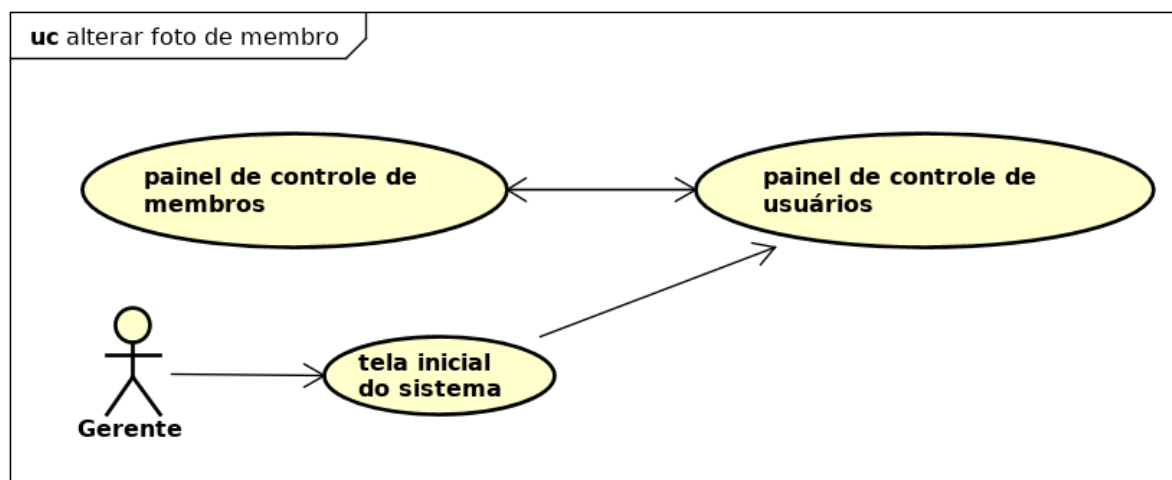 uc alterar foto de membro
painel de controle de
membros
painel de controle de
usuários
tela inicial
do sistema
Gerente